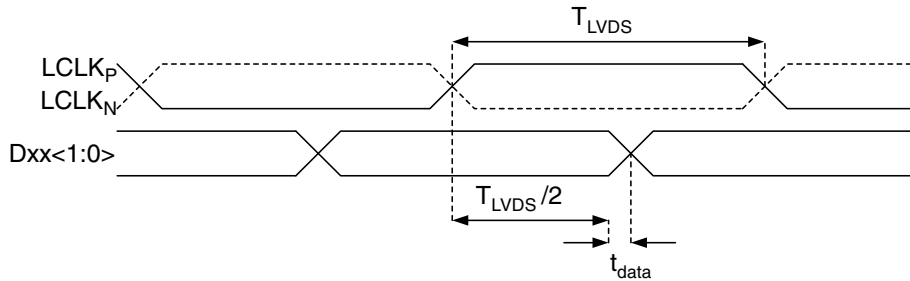 T_LVDS
LCLK_P
LCLK_N
Dxx<1:0>
T_LVDS /2
t_data